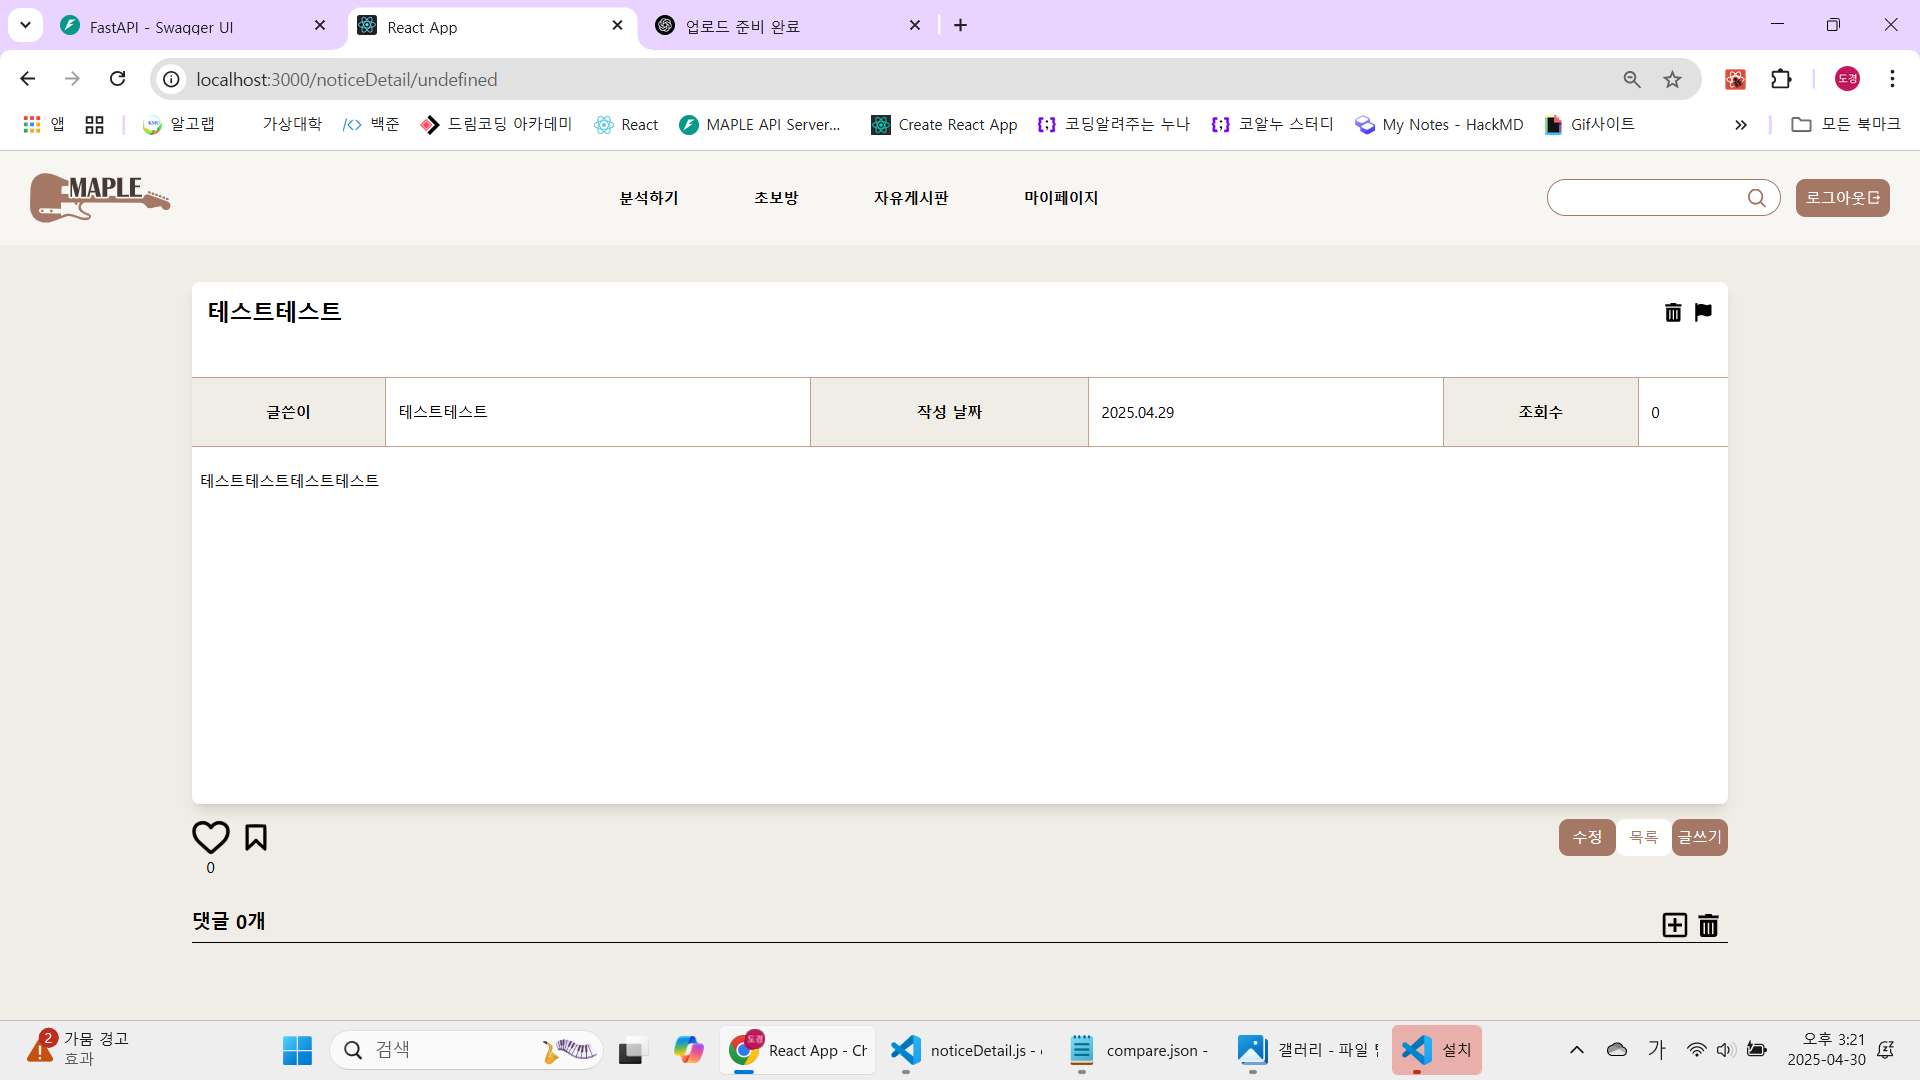 FastAPI - Swagger UI
React App
업로드 준비 완료
localhost:3000/noticeDetail/undefined
도경
앱
알고랩
가상대학
백준
드림코딩 아카데미
React
MAPLE API Server...
Create React App
코딩알려주는 누나
코알누 스터디
My Notes - HackMD
Gif사이트
모든 북마크
MAPLE
분석하기
초보방
자유게시판
마이페이지
로그아웃
테스트테스트
글쓴이
테스트테스트
작성 날짜
2025.04.29
조회수
0
테스트테스트테스트테스트
0
수정
목록
글쓰기
댓글 0개
2
가뭄 경고
효과
검색
도경
React App - Ch
noticeDetail.js -
compare.json -
갤러리 - 파일
설치
가
오후 3:21
2025-04-30